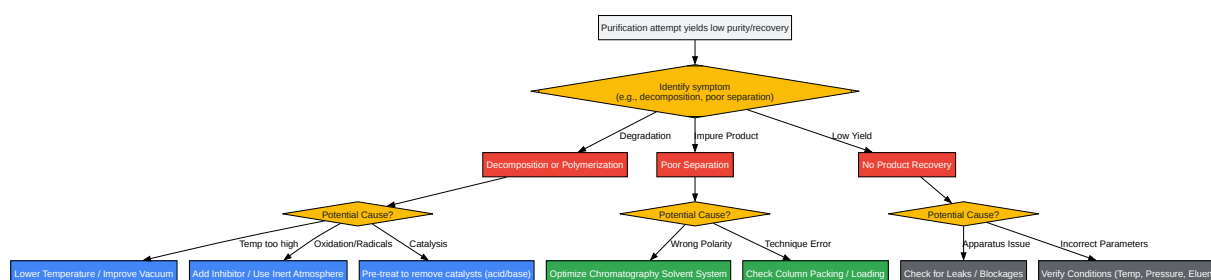 Purification attempt yields low purity/recovery
Identify symptom
(e.g., decomposition, poor separation)
Degradation
Impure Product
Low Yield
Decomposition or Polymerization
Poor Separation
No Product Recovery
Potential Cause?
Potential Cause?
Potential Cause?
Temp too high
Oxidation/Radicals
Catalysis
Wrong Polarity
Technique Error
Apparatus Issue
Incorrect Parameters
Lower Temperature / Improve Vacuum
Add Inhibitor / Use Inert Atmosphere
Pre-treat to remove catalysts (acid/base)
Optimize Chromatography Solvent System
Check Column Packing / Loading
Check for Leaks / Blockages
Verify Conditions (Temp, Pressure, Eluen